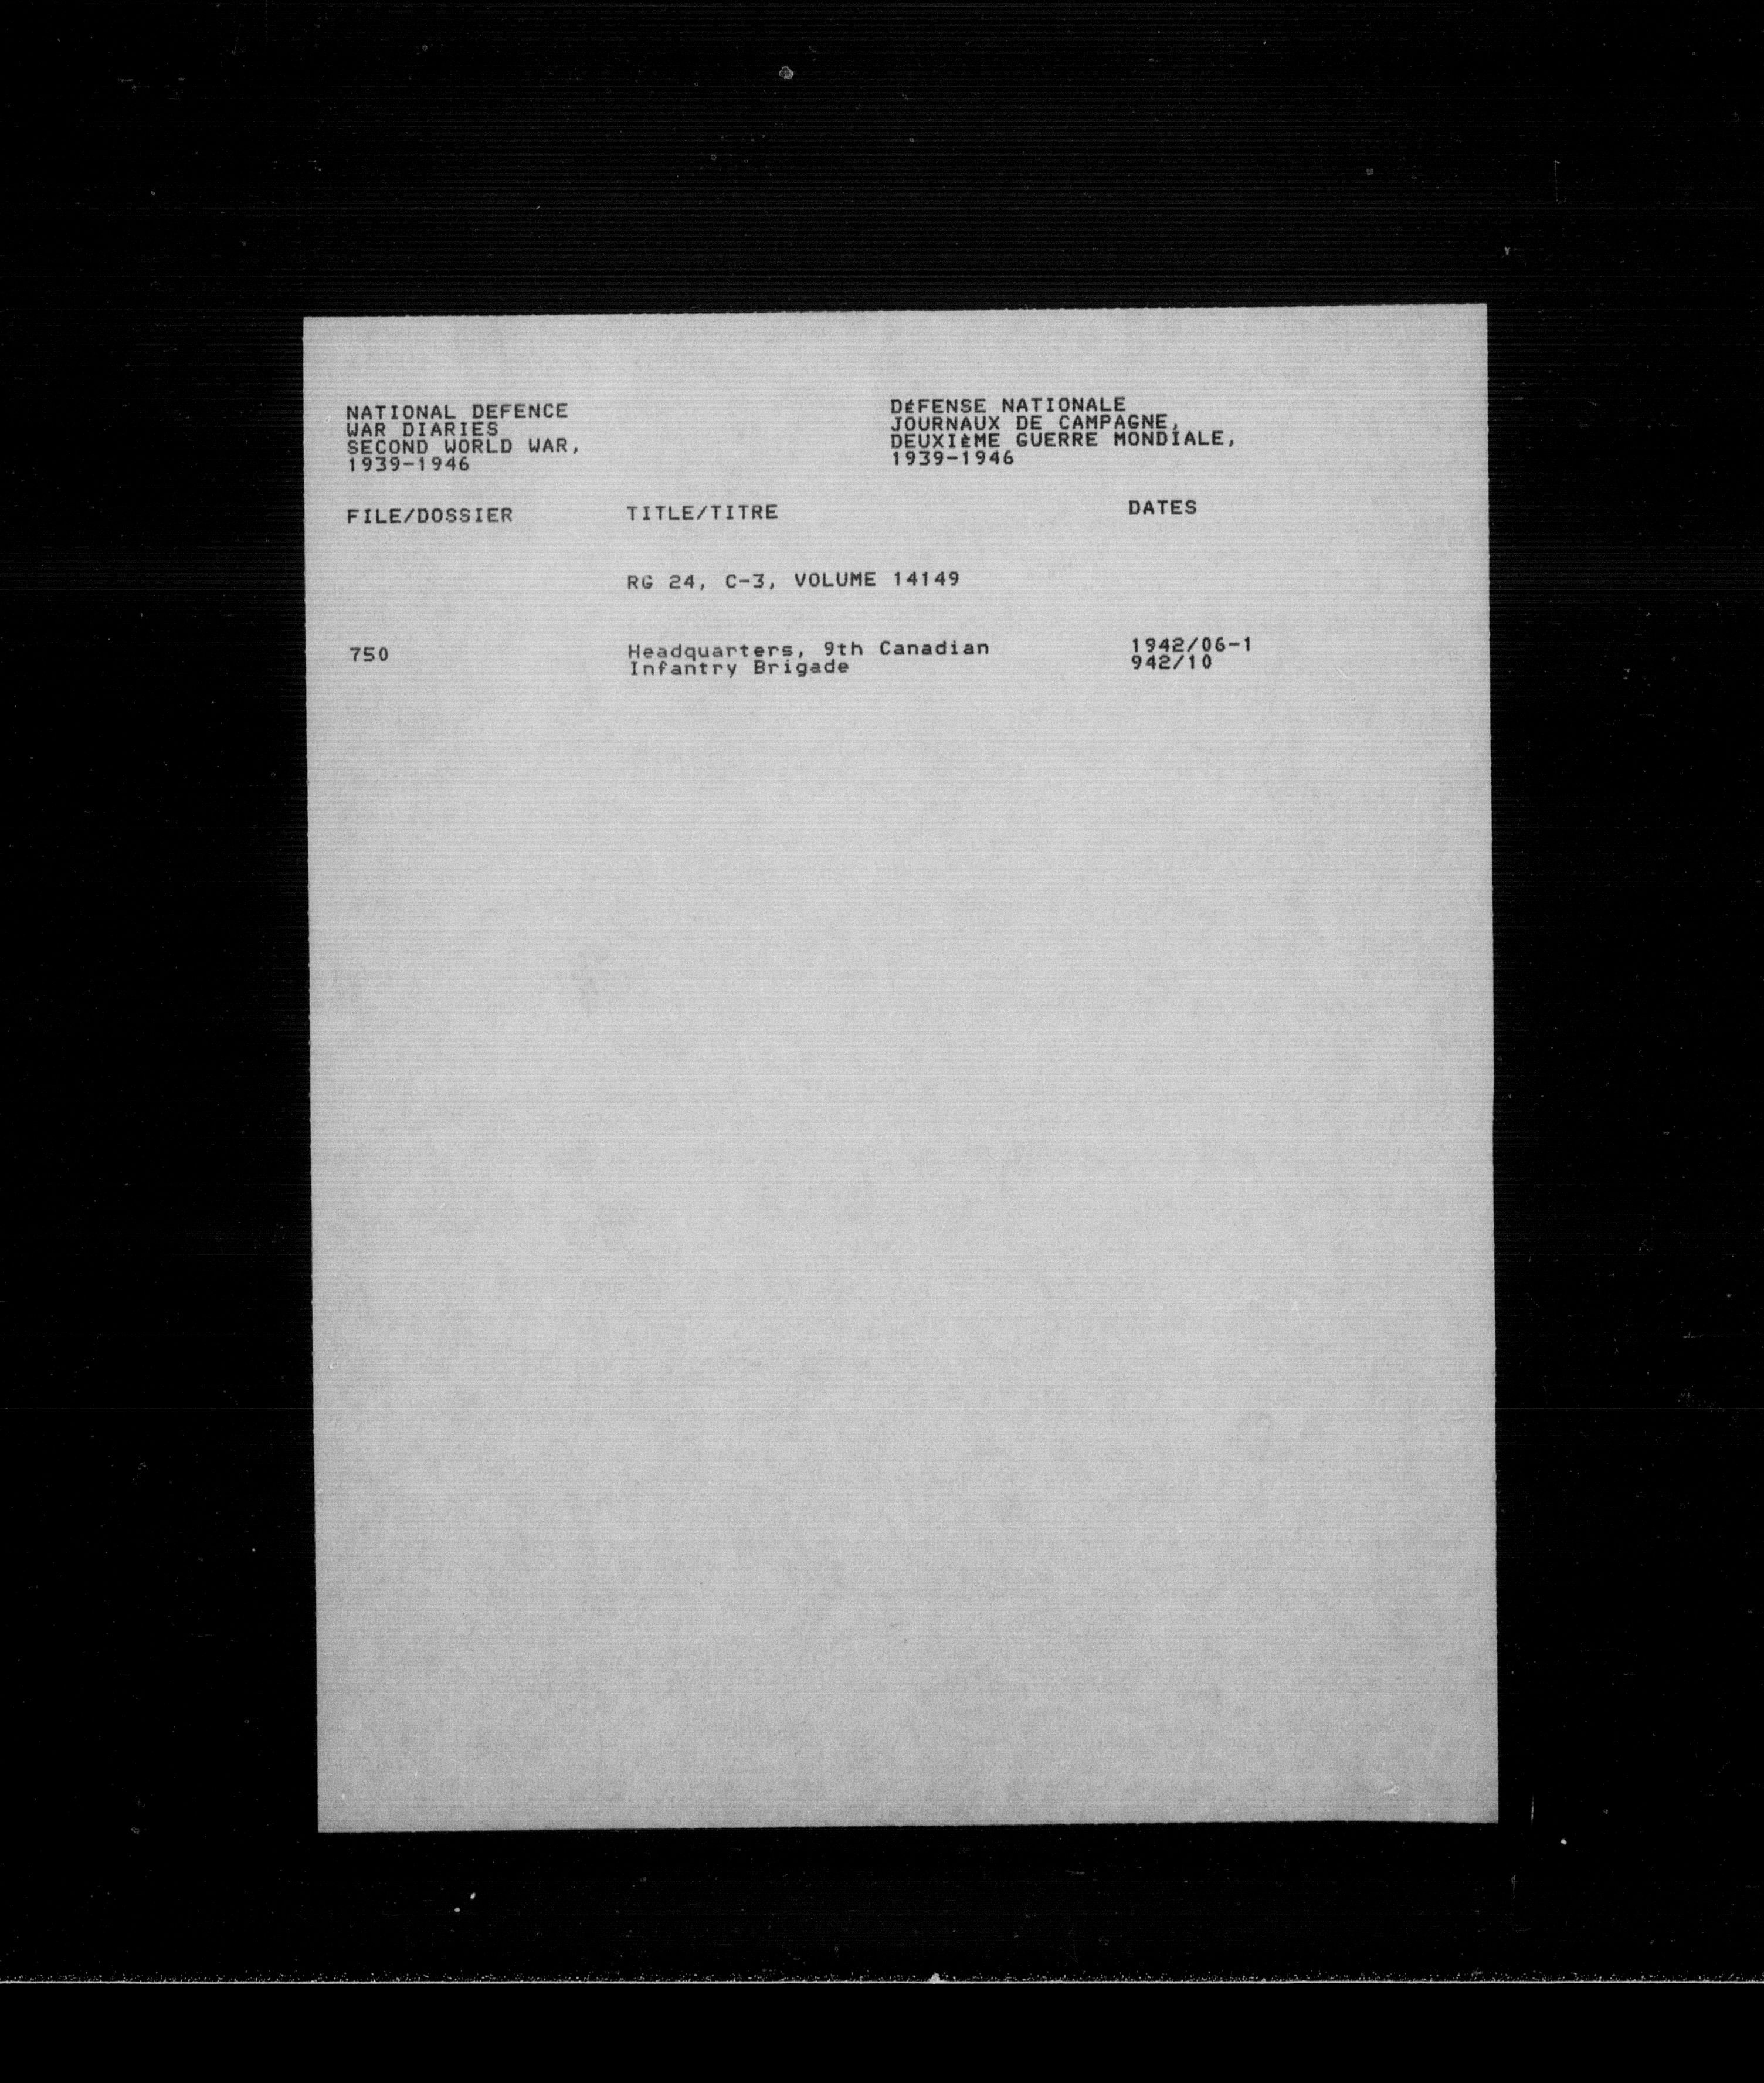 NATIONAL DEFENCE
WAR DIARIES
SECOND WORLD WAR,
1939-1946
DÉFENSE NATIONALE
JOURNAUX DE CAMPAGNE,
DEUXIÈME GUERRE MONDIALE,
1939-1946
FILE/DOSSIER TITLE/TITRE DATES
RG 24, C-3, VOLUME 14149
750 Headquarters, 9th Canadian 1942/06-1
Infantry Brigade 942/10